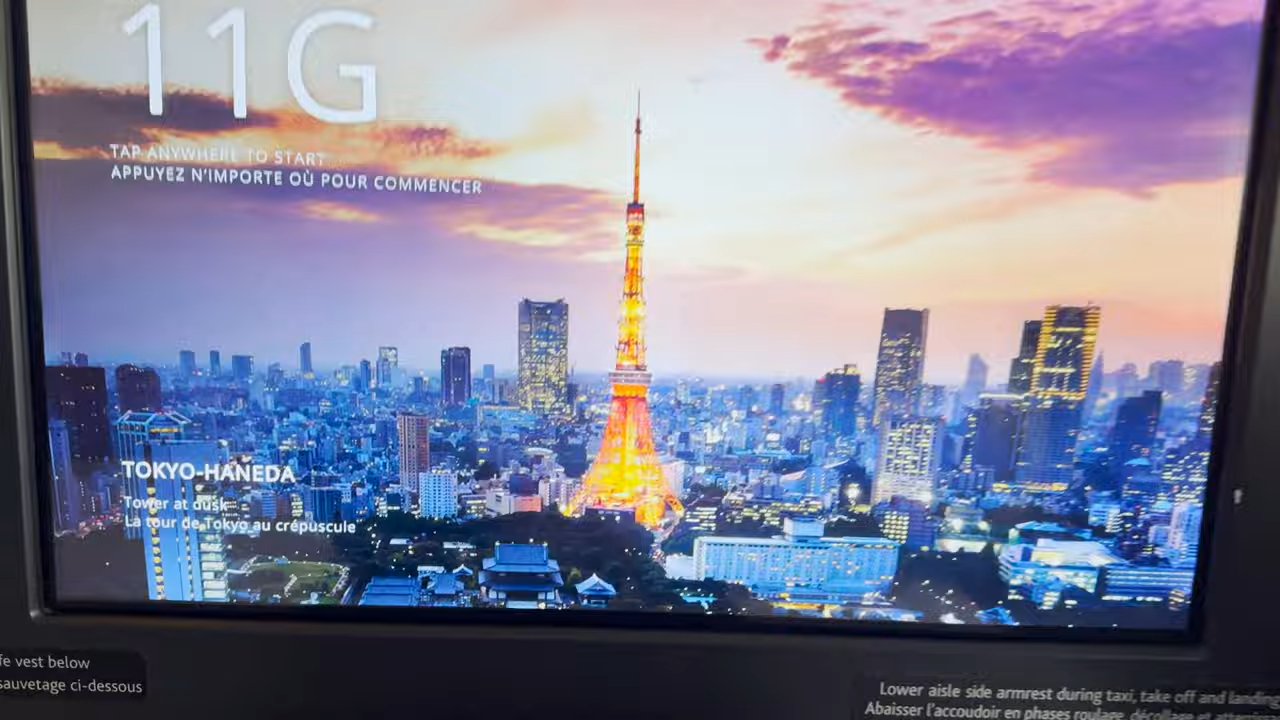 11G
TAP ANYWHERE TO START
APPUYEZ N'IMPORTE OÙ POUR COMMENCER
TOKYO-HANEDA
Tower at dusk
La tour de Tokyo au crépuscule
fe vest below
sauvetage ci-dessous
Lower aisle side armrest during taxi, take off and landing
Abaisser l'accoudoir en phases roulage, décollage et